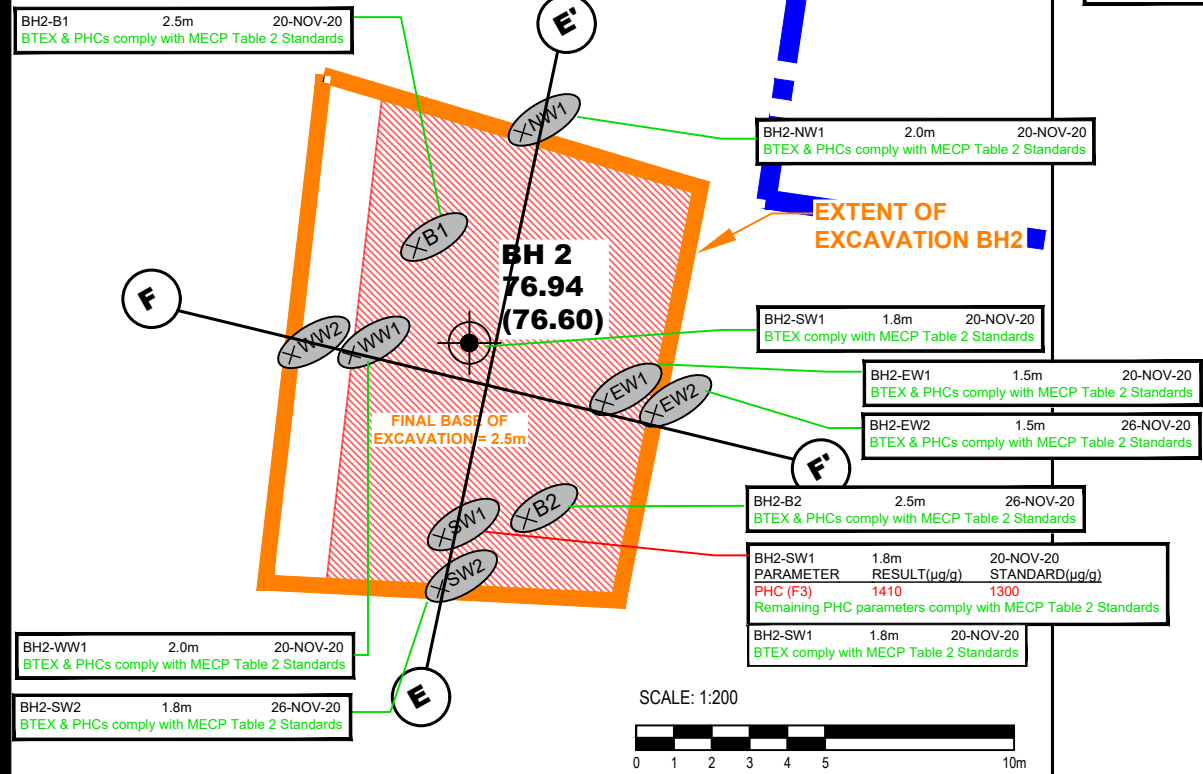 BH2-B1 2.5m 20-NOV-20
BTEX & PHCs comply with MECP Table 2 Standards
E'
NW1
BH2-NW1 2.0m 20-NOV-20
BTEX & PHCs comply with MECP Table 2 Standards
EXTENT OF
EXCAVATION BH2
B1
BH 2
76.94
(76.60)
F
WW2
WW1
BH2-SW1 1.8m 20-NOV-20
BTEX comply with MECP Table 2 Standards
EW1
EW2
BH2-EW1 1.5m 20-NOV-20
BTEX & PHCs comply with MECP Table 2 Standards
BH2-EW2 1.5m 26-NOV-20
BTEX & PHCs comply with MECP Table 2 Standards
FINAL BASE OF
EXCAVATION = 2.5m
F'
SW1
B2
SW2
BH2-B2 2.5m 26-NOV-20
BTEX & PHCs comply with MECP Table 2 Standards
BH2-SW1 1.8m 20-NOV-20
PARAMETER RESULT(µg/g) STANDARD(µg/g)
PHC (F3) 1410 1300
Remaining PHC parameters comply with MECP Table 2 Standards
BH2-SW1 1.8m 20-NOV-20
BTEX comply with MECP Table 2 Standards
BH2-WW1 2.0m 20-NOV-20
BTEX & PHCs comply with MECP Table 2 Standards
BH2-SW2 1.8m 26-NOV-20
BTEX & PHCs comply with MECP Table 2 Standards
E
SCALE: 1:200
0 1 2 3 4 5 10m